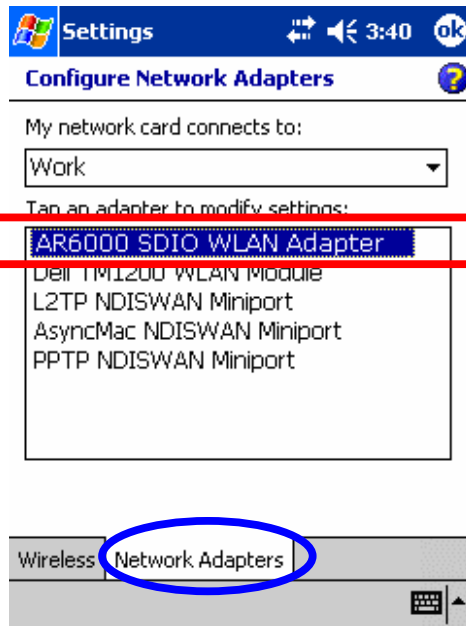 Settings 3:40 ok
Configure Network Adapters ?
My network card connects to:
Work
Tap an adapter to modify settings:
AR6000 SDIO WLAN Adapter
Dell TM1200 WLAN Module
L2TP NDISWAN Miniport
AsyncMac NDISWAN Miniport
PPTP NDISWAN Miniport
Wireless Network Adapters